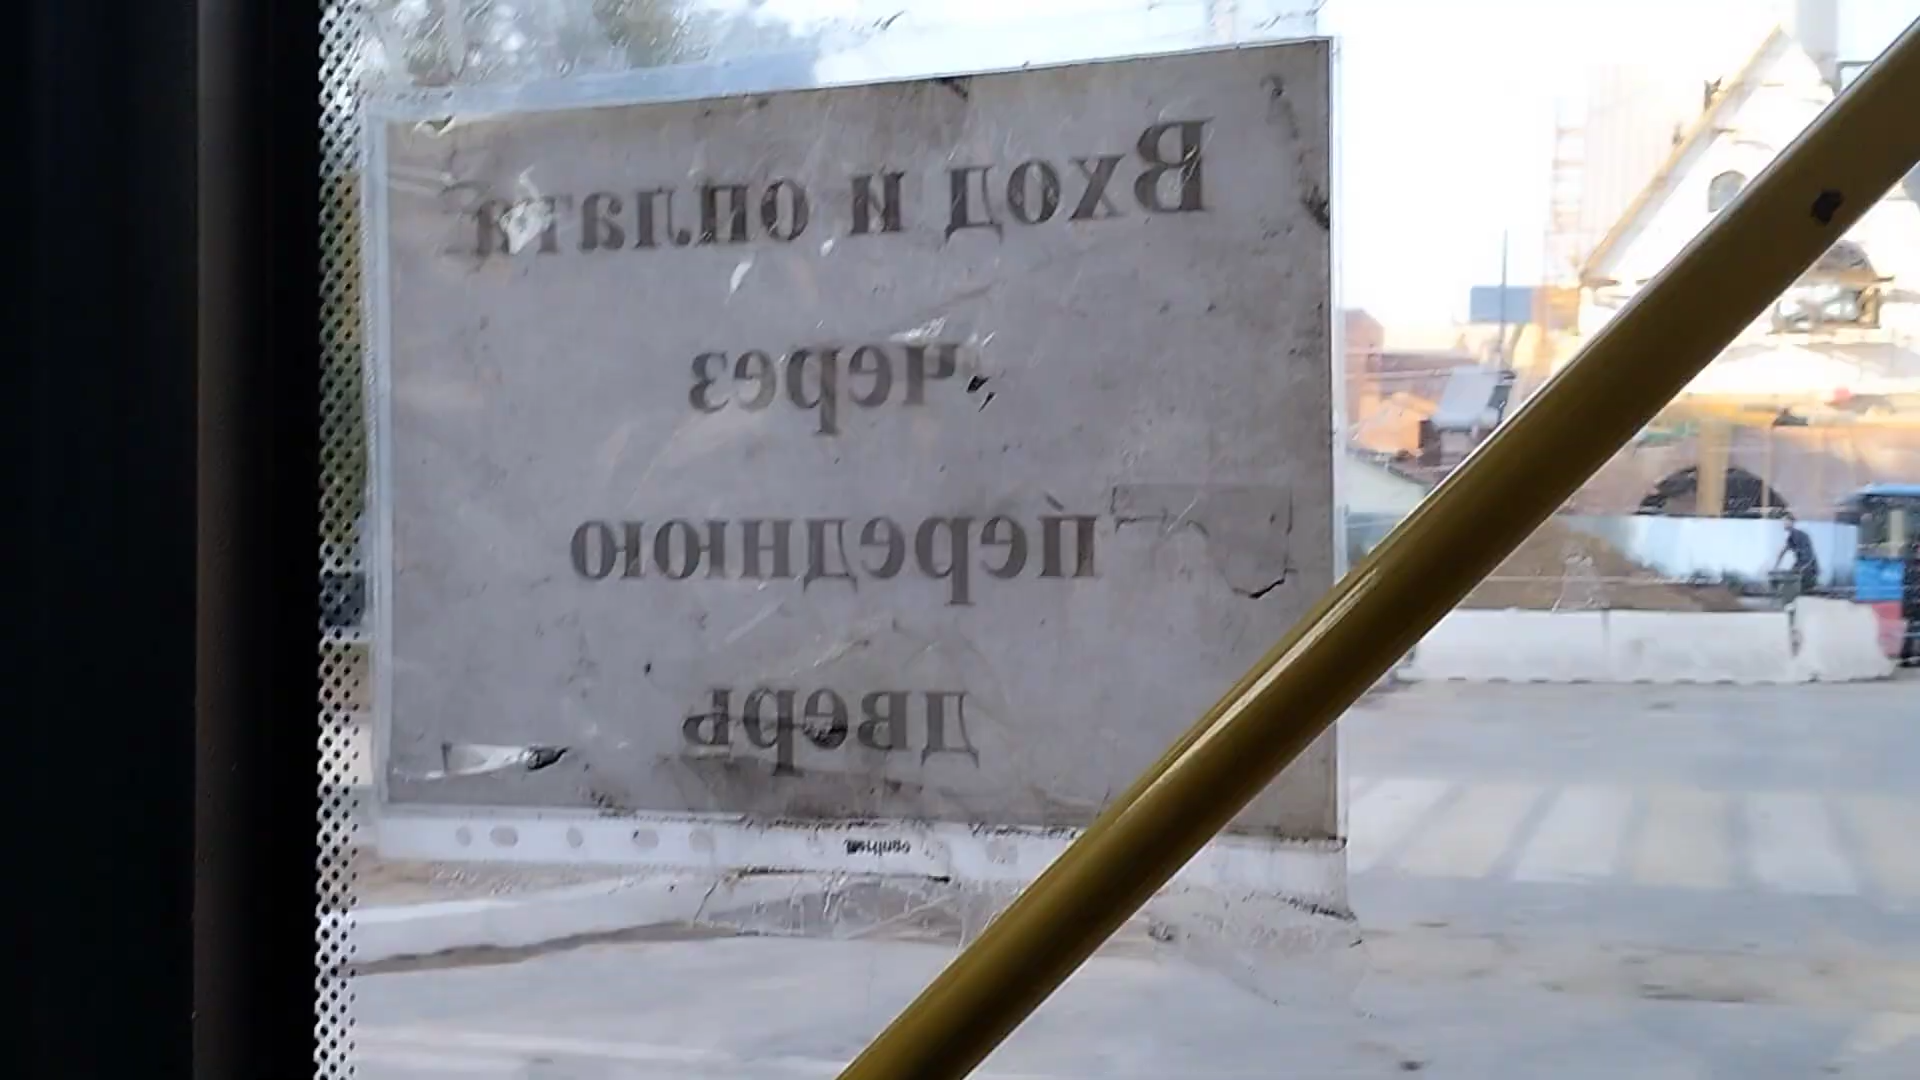 Вход и оплата
через
переднюю
дверь